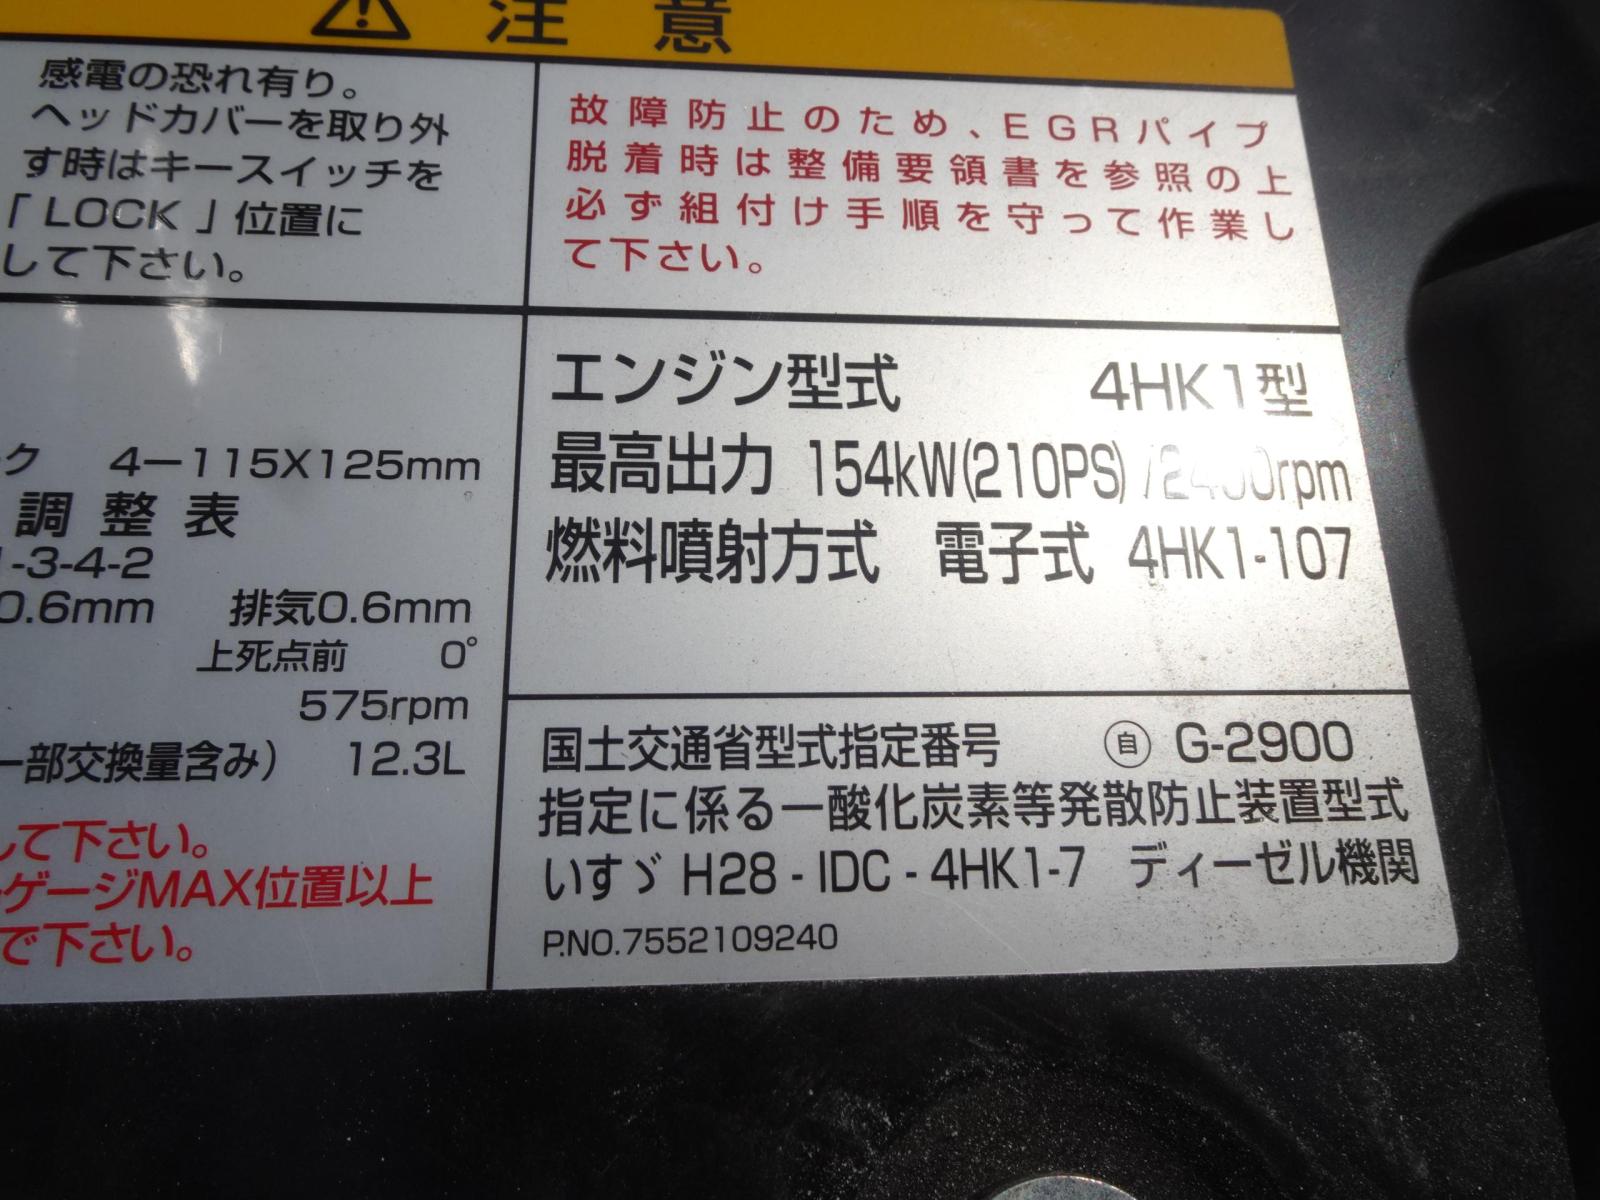 注意
感電の恐れ有り。
ヘッドカバーを取り外
す時はキースイッチを
「LOCK」位置に
して下さい。
故障防止のため、EGRパイプ
脱着時は整備要領書を参照の上
必ず組付け手順を守って作業し
て下さい。
ク 4−115X125mm
調整表
1-3-4-2
0.6mm 排気0.6mm
上死点前 0°
575rpm
一部交換量含み) 12.3L
して下さい。
ゲージMAX位置以上
で下さい。
エンジン型式 4HK1型
最高出力 154kW(210PS)/2400rpm
燃料噴射方式 電子式 4HK1-107
国土交通省型式指定番号 自 G-2900
指定に係る一酸化炭素等発散防止装置型式
いすゞ H28 - IDC - 4HK1-7 ディーゼル機関
P.NO.7552109240